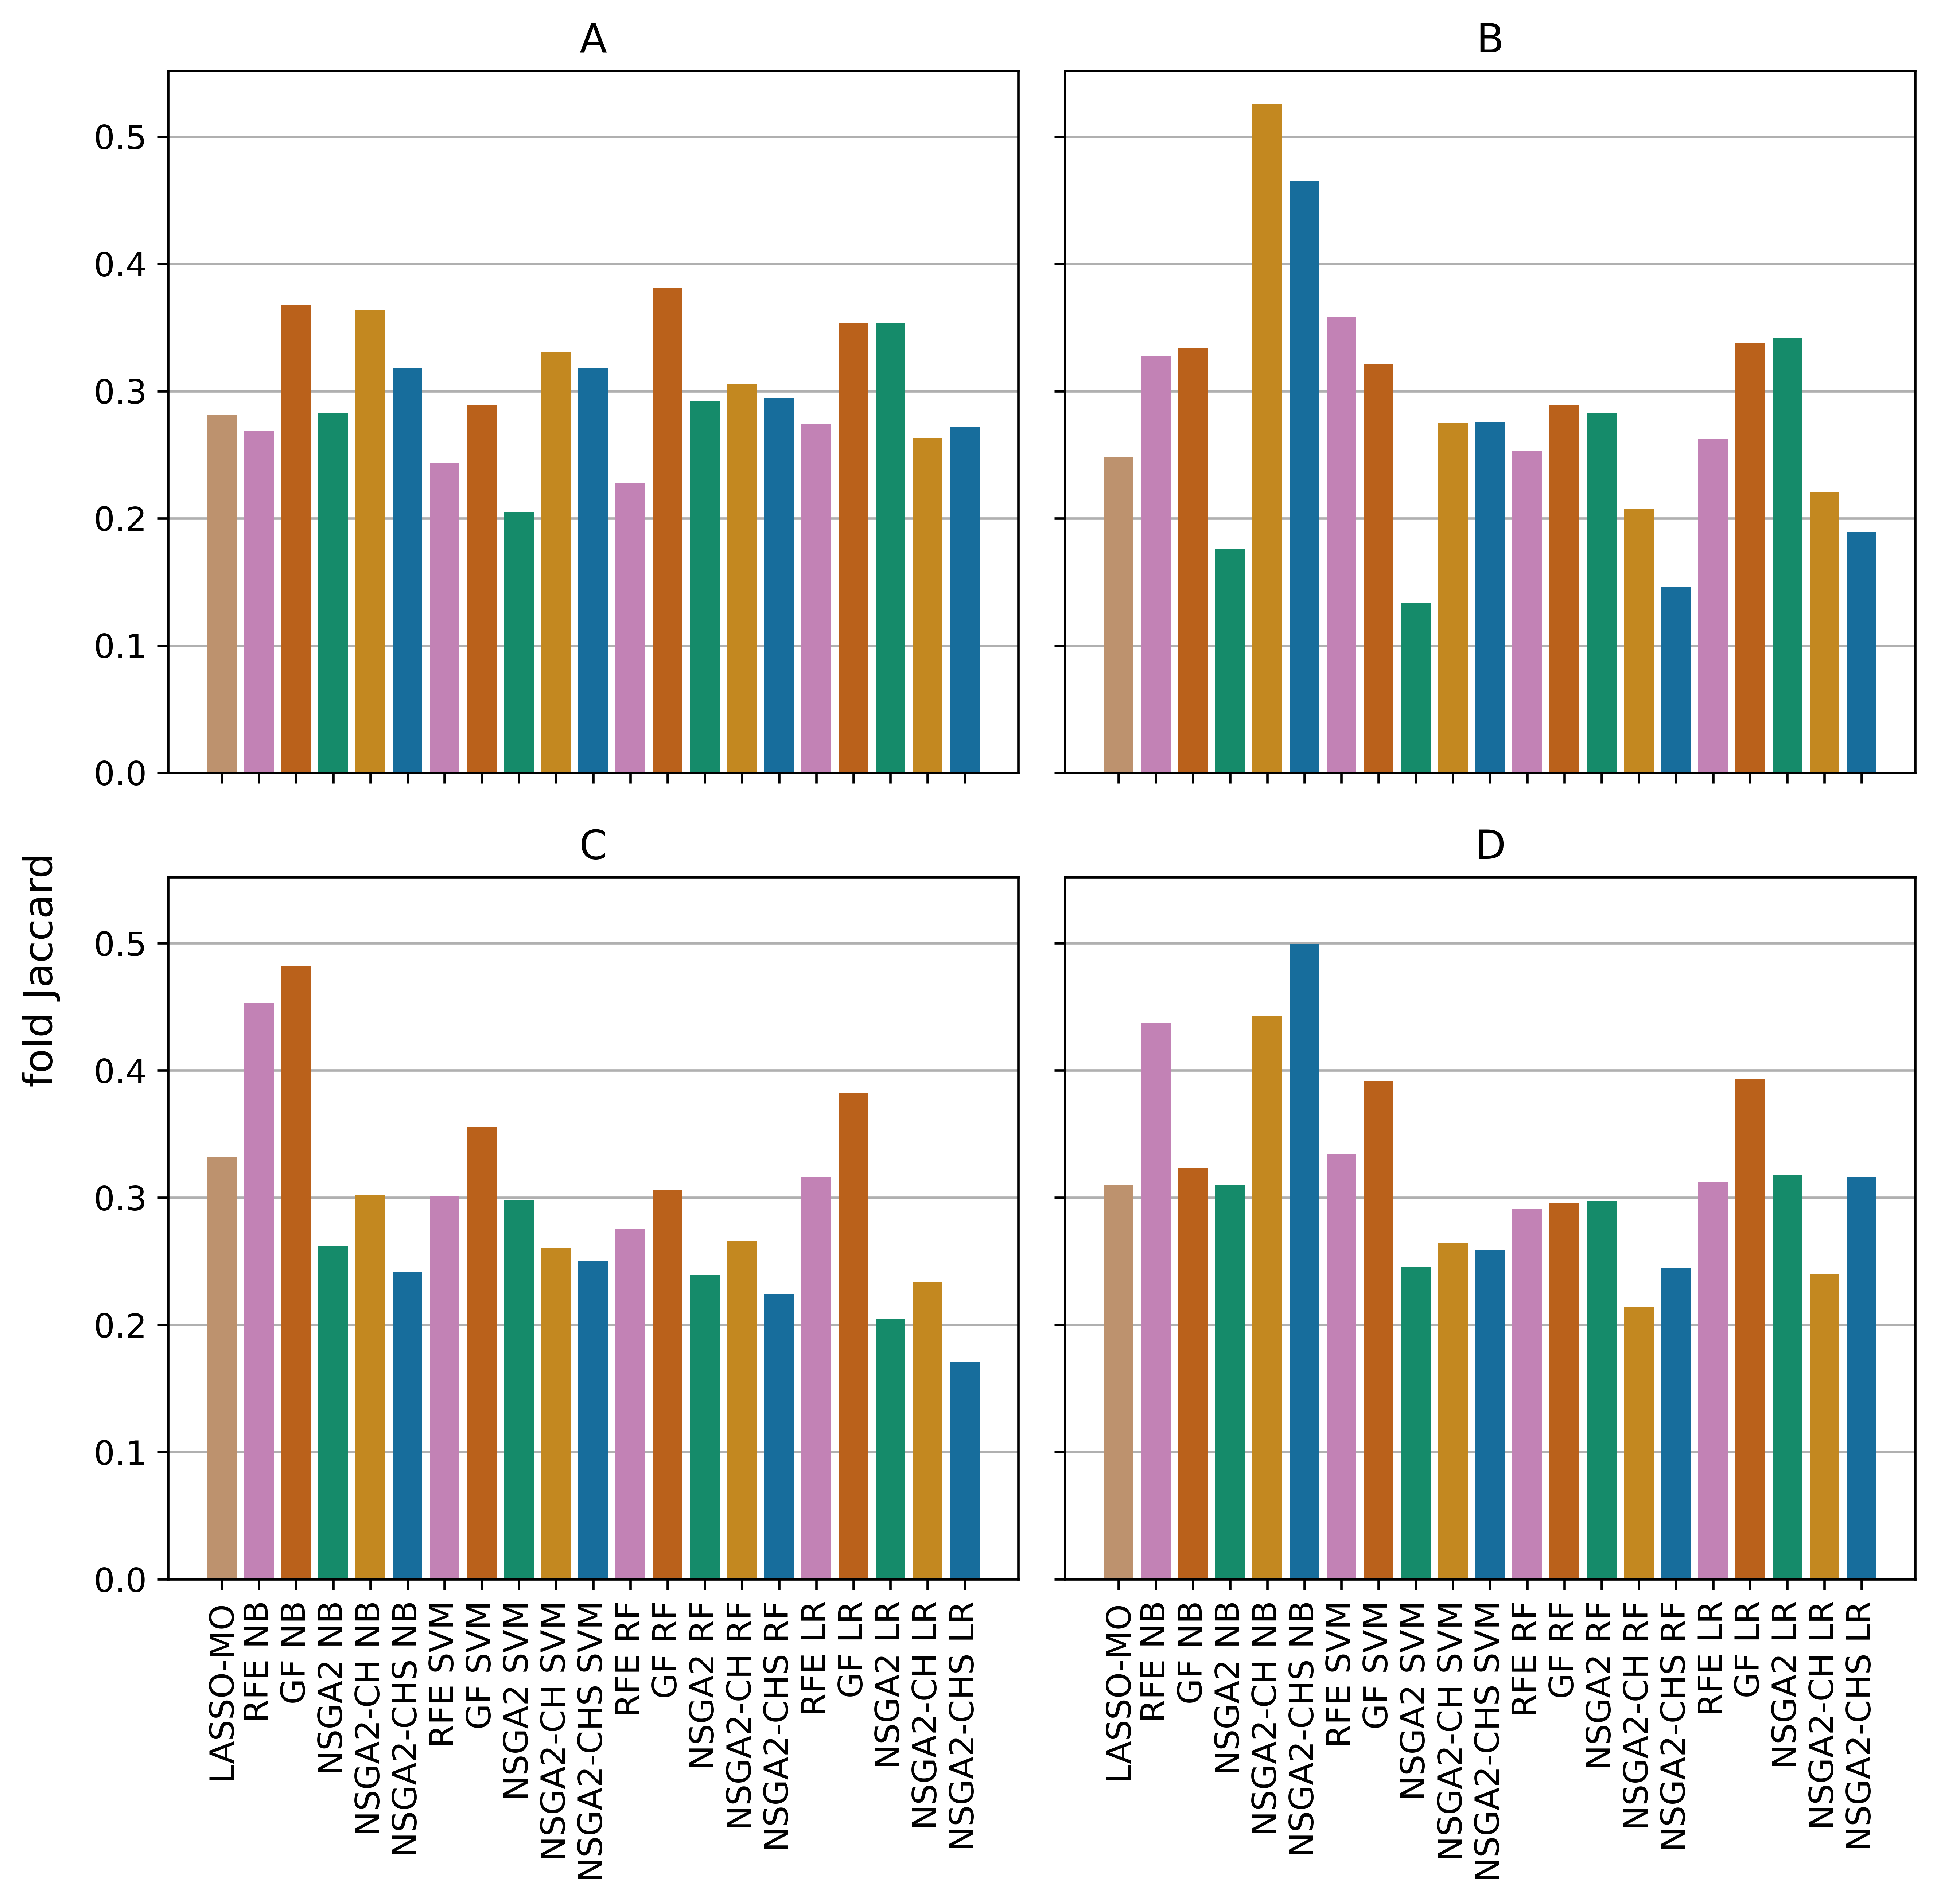 A
B
0.5
0.4
0.3
0.2
0.1
0.0
fold Jaccard
C
D
0.5
0.4
0.3
0.2
0.1
0.0
LASSO-MO
RFE NB
GF NB
NSGA2 NB
NSGA2-CH NB
NSGA2-CHS NB
RFE SVM
GF SVM
NSGA2 SVM
NSGA2-CH SVM
NSGA2-CHS SVM
RFE RF
GF RF
NSGA2 RF
NSGA2-CH RF
NSGA2-CHS RF
RFE LR
GF LR
NSGA2 LR
NSGA2-CH LR
NSGA2-CHS LR
LASSO-MO
RFE NB
GF NB
NSGA2 NB
NSGA2-CH NB
NSGA2-CHS NB
RFE SVM
GF SVM
NSGA2 SVM
NSGA2-CH SVM
NSGA2-CHS SVM
RFE RF
GF RF
NSGA2 RF
NSGA2-CH RF
NSGA2-CHS RF
RFE LR
GF LR
NSGA2 LR
NSGA2-CH LR
NSGA2-CHS LR